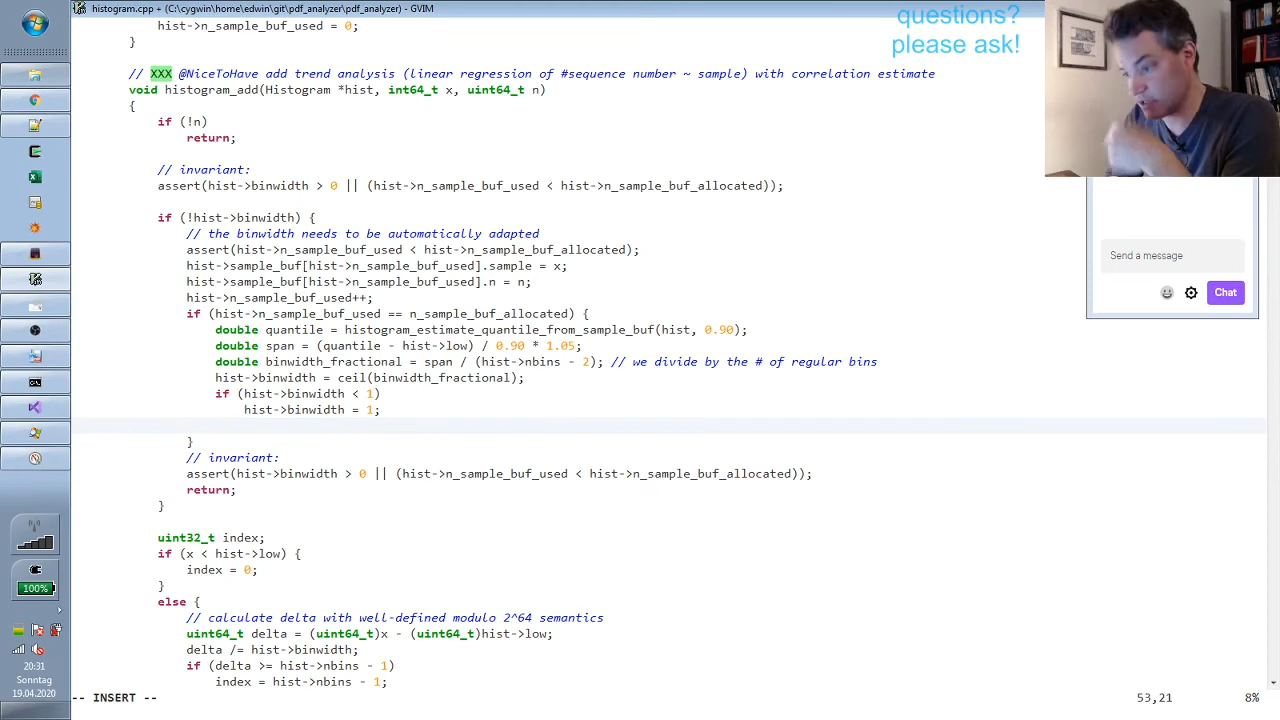 histogram.cpp + (C:\cygwin\home\edwin\git\pdf_analyzer\pdf_analyzer) - GVIM
questions?
please ask!
hist->n_sample_buf_used = 0;
}
// XXX @NiceToHave add trend analysis (linear regression of #sequence number ~ sample) with correlation estimate
void histogram_add(Histogram *hist, int64_t x, uint64_t n)
{
if (!n)
return;
// invariant:
assert(hist->binwidth > 0 || (hist->n_sample_buf_used < hist->n_sample_buf_allocated));
if (!hist->binwidth) {
// the binwidth needs to be automatically adapted
assert(hist->n_sample_buf_used < hist->n_sample_buf_allocated);
hist->sample_buf[hist->n_sample_buf_used].sample = x;
hist->sample_buf[hist->n_sample_buf_used].n = n;
hist->n_sample_buf_used++;
if (hist->n_sample_buf_used == n_sample_buf_allocated) {
double quantile = histogram_estimate_quantile_from_sample_buf(hist, 0.90);
double span = (quantile - hist->low) / 0.90 * 1.05;
double binwidth_fractional = span / (hist->nbins - 2); // we divide by the # of regular bins
hist->binwidth = ceil(binwidth_fractional);
if (hist->binwidth < 1)
hist->binwidth = 1;
}
// invariant:
assert(hist->binwidth > 0 || (hist->n_sample_buf_used < hist->n_sample_buf_allocated));
return;
}
uint32_t index;
if (x < hist->low) {
index = 0;
}
else {
// calculate delta with well-defined modulo 2^64 semantics
uint64_t delta = (uint64_t)x - (uint64_t)hist->low;
delta /= hist->binwidth;
if (delta >= hist->nbins - 1)
index = hist->nbins - 1;
-- INSERT --
53,21
8%
Send a message
Chat
100%
20:31
Sonntag
19.04.2020